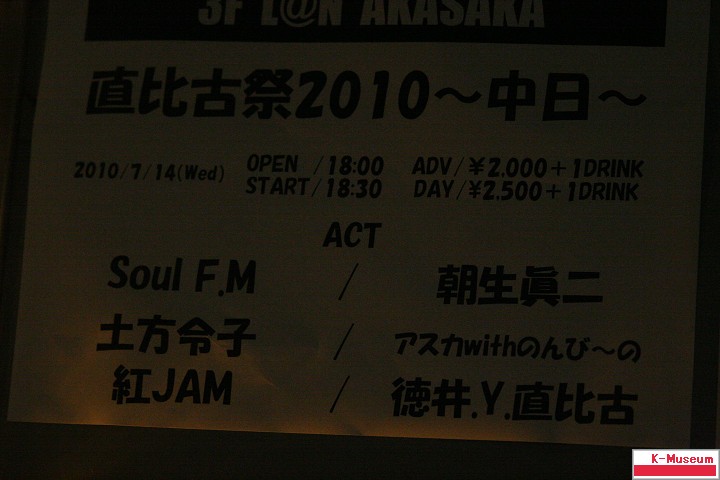 3F L@N AKASAKA
直比古祭2010～中日～
2010/7/14(Wed) OPEN /18:00 ADV/￥2,000+1DRINK
START/18:30 DAY/￥2,500+1DRINK
ACT
Soul F.M / 朝生眞二
土方令子 / アスカwithのんび～の
紅JAM / 徳井.Y.直比古
K-Museum